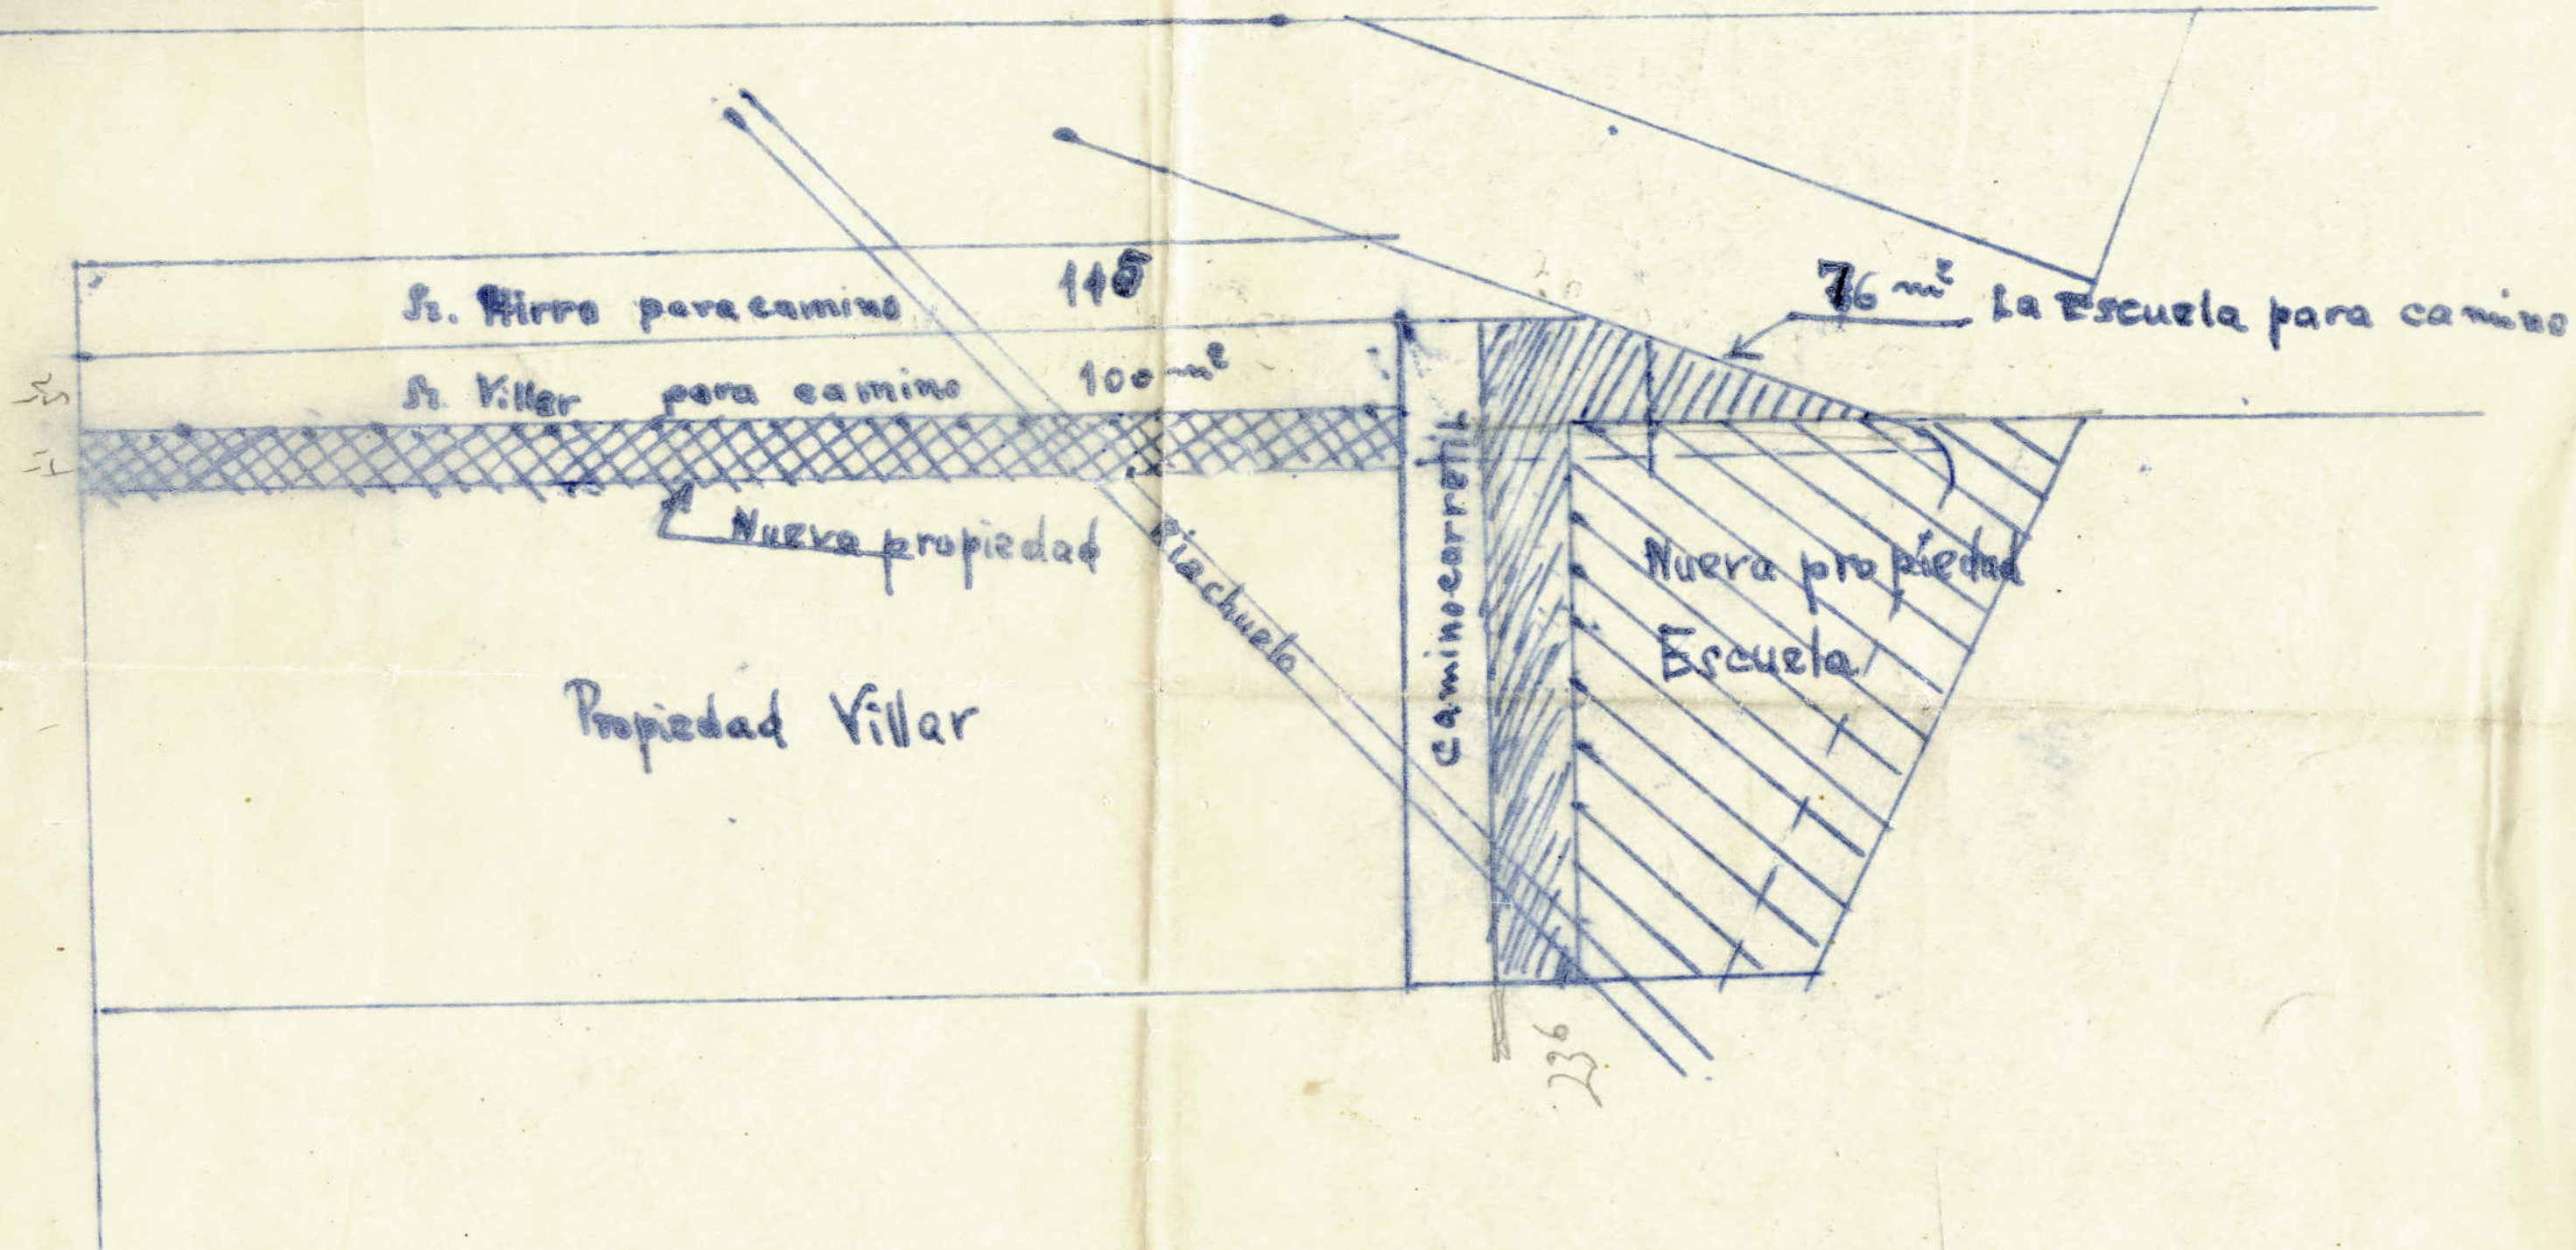 Sr. Hirro para camino 115
76 m² La Escuela para camino
Sr. Villar para camino 100 m²
Nueva propiedad
Riachuelo
Camino carretil
Nueva propiedad
Escuela
Propiedad Villar
236